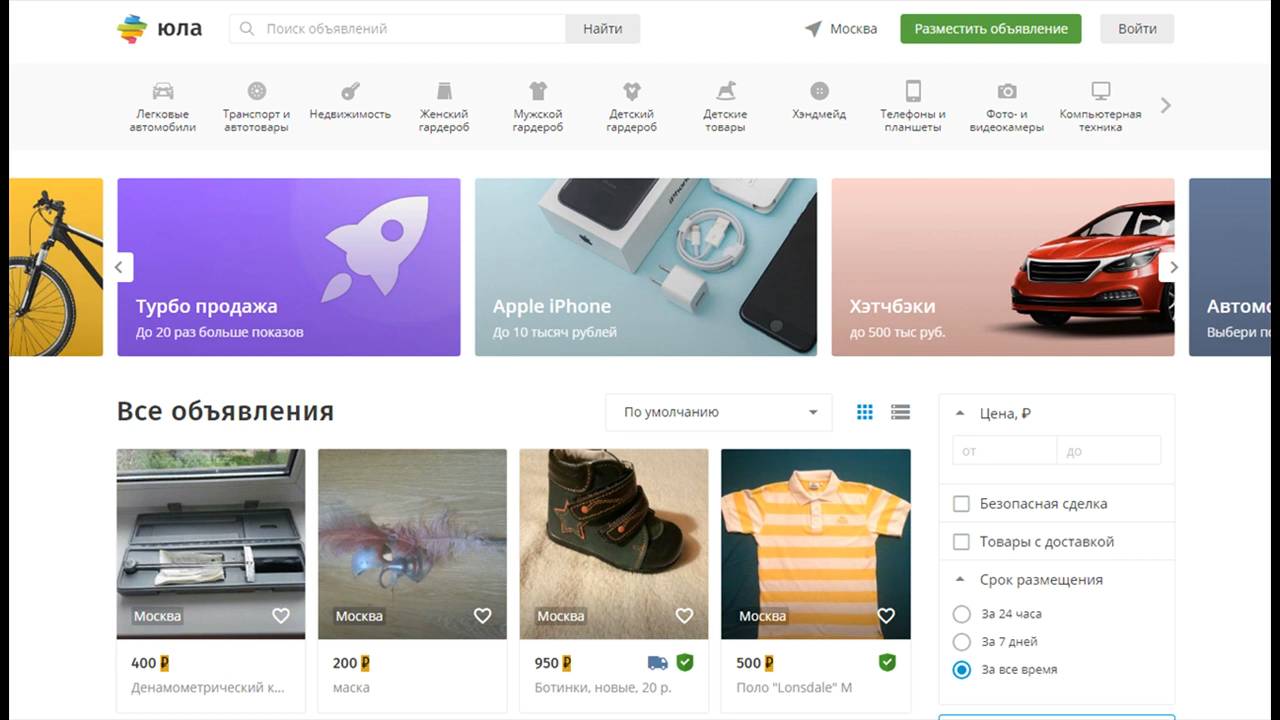 юла
Поиск объявлений
Найти
Москва
Разместить объявление
Войти
Легковые
автомобили
Транспорт и
автотовары
Недвижимость
Женский
гардероб
Мужской
гардероб
Детский
гардероб
Детские
товары
Хэндмейд
Телефоны и
планшеты
Фото- и
видеокамеры
Компьютерная
техника
Турбо продажа
До 20 раз больше показов
iPhone
Apple iPhone
До 10 тысяч рублей
Хэтчбэки
до 500 тыс руб.
Автомо
Выбери по
Все объявления
По умолчанию
Москва
400 ₽
Денамометрический к...
Москва
200 ₽
маска
Москва
950 ₽
Ботинки, новые, 20 р.
Москва
500 ₽
Поло "Lonsdale" M
Цена, ₽
от
до
Безопасная сделка
Товары с доставкой
Срок размещения
За 24 часа
За 7 дней
За все время